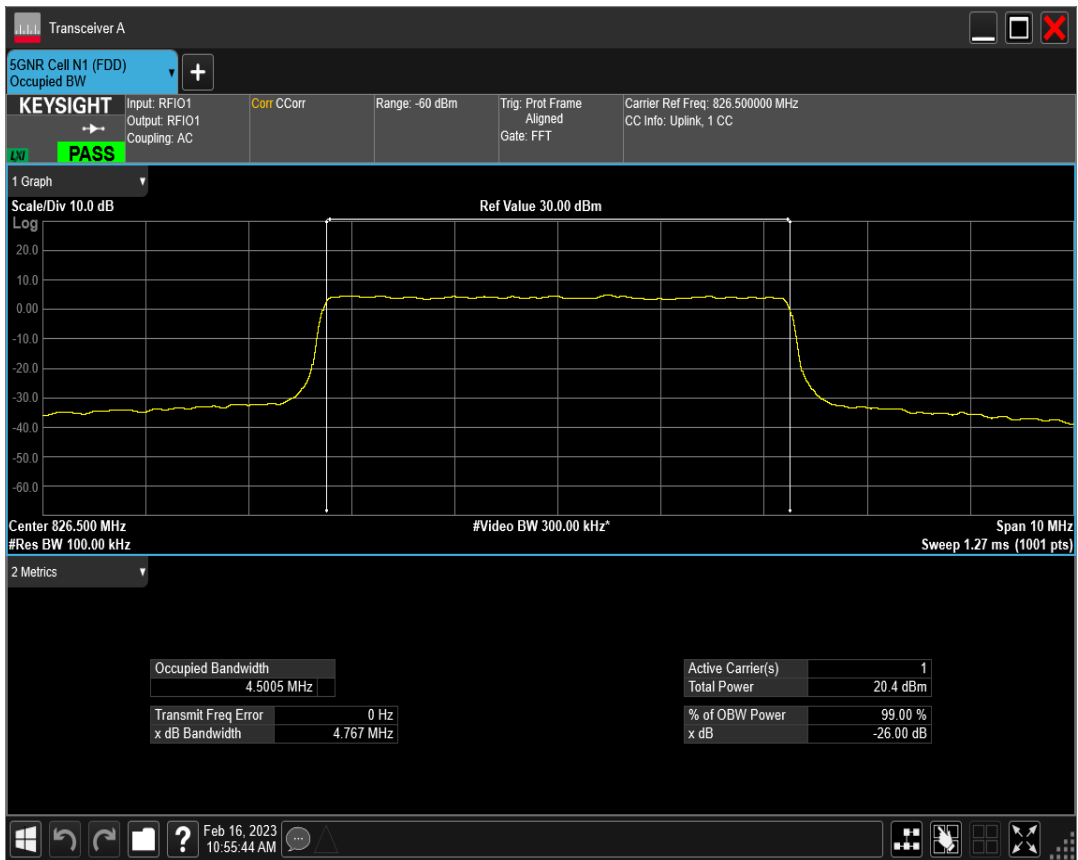 Transceiver A
5GNR Cell N1 (FDD)
Occupied BW
+
KEYSIGHT
LXI
PASS
Input: RFIO1
Output: RFIO1
Coupling: AC
Corr CCorr
Range: -60 dBm
Trig: Prot Frame
Aligned
Gate: FFT
Carrier Ref Freq: 826.500000 MHz
CC Info: Uplink, 1 CC
1 Graph
Scale/Div 10.0 dB
Ref Value 30.00 dBm
Log
20.0
10.0
0.00
-10.0
-20.0
-30.0
-40.0
-50.0
-60.0
Center 826.500 MHz
#Video BW 300.00 kHz*
Span 10 MHz
#Res BW 100.00 kHz
Sweep 1.27 ms (1001 pts)
2 Metrics
Occupied Bandwidth
4.5005 MHz
Transmit Freq Error 0 Hz
x dB Bandwidth 4.767 MHz
Active Carrier(s) 1
Total Power 20.4 dBm
% of OBW Power 99.00 %
x dB -26.00 dB
?
Feb 16, 2023
10:55:44 AM